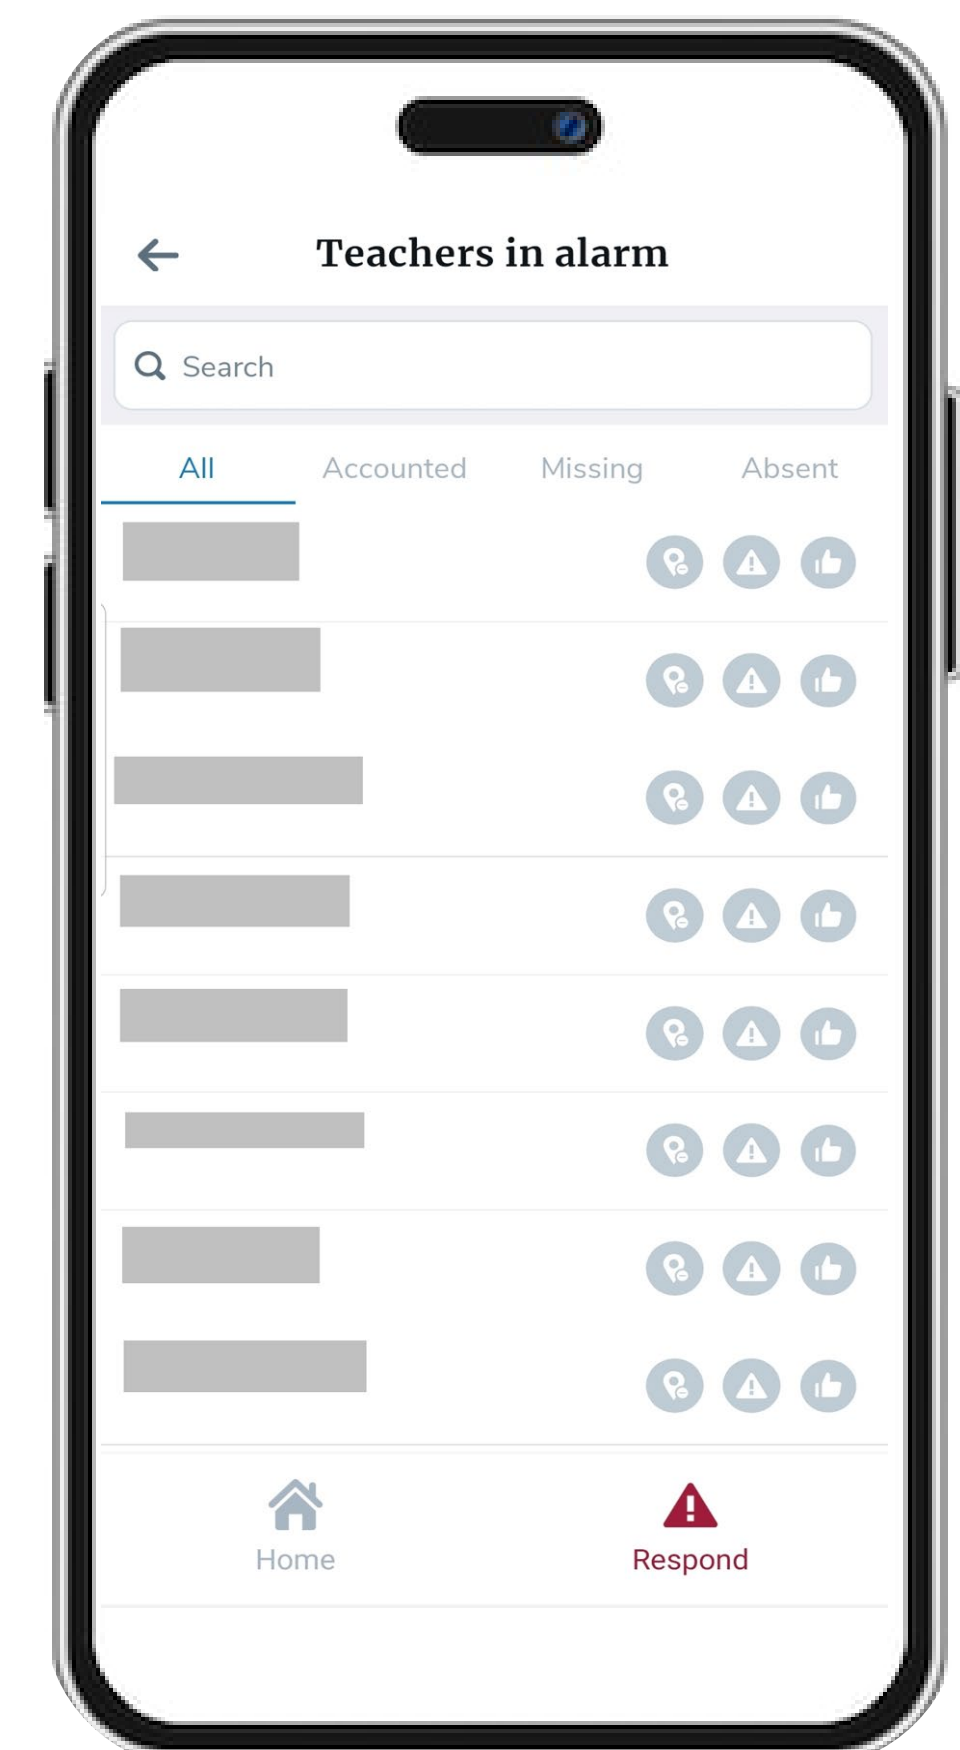 Teachers in alarm
Search
All Accounted Missing Absent
Home Respond